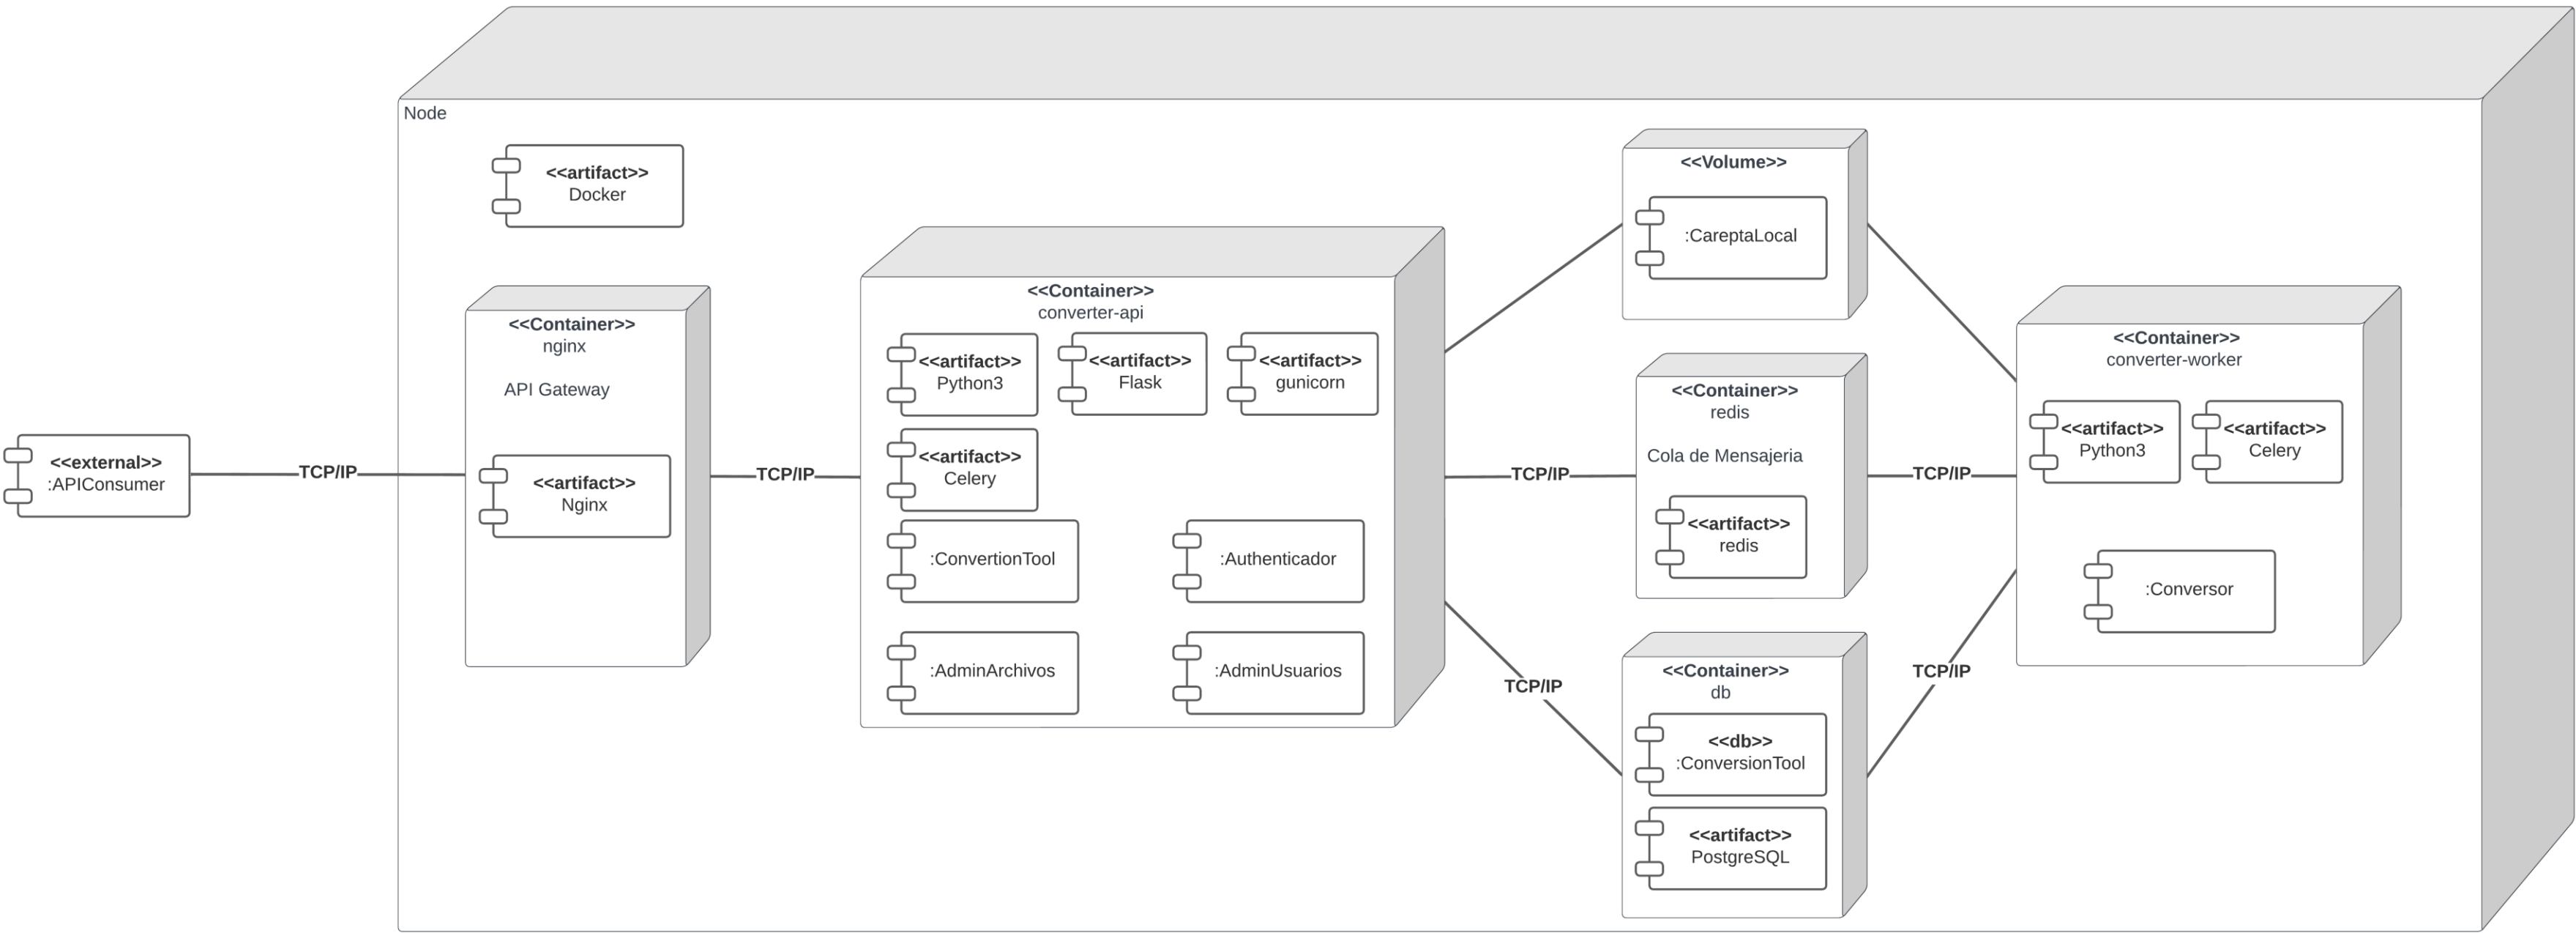 Node
<<artifact>>
Docker
<<external>>
:APIConsumer
TCP/IP
<<Container>>
nginx
API Gateway
<<artifact>>
Nginx
TCP/IP
<<Container>>
converter-api
<<artifact>>
Python3
<<artifact>>
Flask
<<artifact>>
gunicorn
<<artifact>>
Celery
:ConvertionTool
:Authenticador
:AdminArchivos
:AdminUsuarios
TCP/IP
TCP/IP
<<Volume>>
:CareptaLocal
<<Container>>
redis
Cola de Mensajeria
<<artifact>>
redis
<<Container>>
db
<<db>>
:ConversionTool
<<artifact>>
PostgreSQL
TCP/IP
TCP/IP
<<Container>>
converter-worker
<<artifact>>
Python3
<<artifact>>
Celery
:Conversor